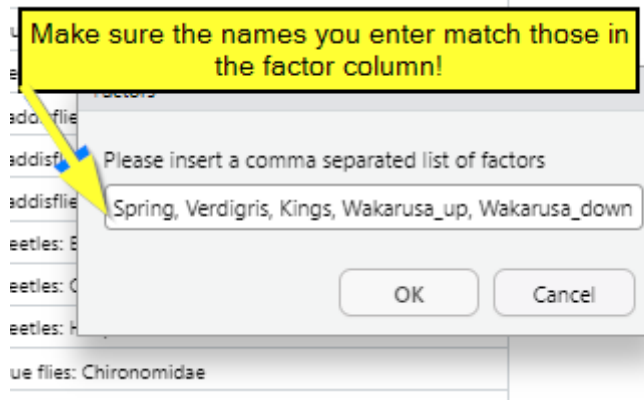 Make sure the names you enter match those in
the factor column!
Please insert a comma separated list of factors
Spring, Verdigris, Kings, Wakarusa_up, Wakarusa_down
OK
Cancel
ue flies: Chironomidae